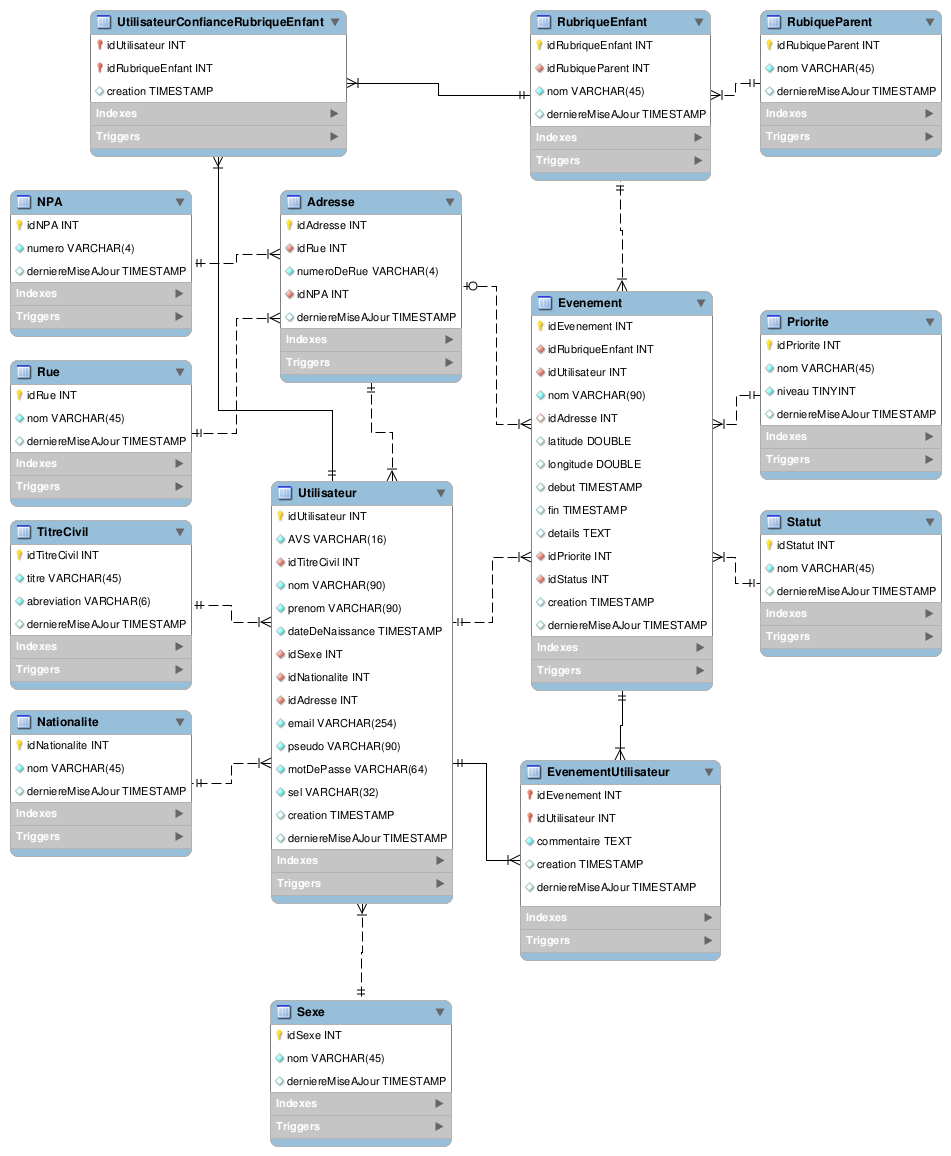 UtilisateurConfianceRubriqueEnfant
idUtilisateur INT
idRubriqueEnfant INT
creation TIMESTAMP
Indexes
Triggers
RubriqueEnfant
idRubriqueEnfant INT
idRubiqueParent INT
nom VARCHAR(45)
derniereMiseAJour TIMESTAMP
Indexes
Triggers
RubiqueParent
idRubiqueParent INT
nom VARCHAR(45)
derniereMiseAJour TIMESTAMP
Indexes
Triggers
NPA
idNPA INT
numero VARCHAR(4)
derniereMiseAJour TIMESTAMP
Indexes
Triggers
Adresse
idAdresse INT
idRue INT
numeroDeRue VARCHAR(4)
idNPA INT
derniereMiseAJour TIMESTAMP
Indexes
Triggers
Evenement
idEvenement INT
idRubriqueEnfant INT
idUtilisateur INT
nom VARCHAR(90)
idAdresse INT
latitude DOUBLE
longitude DOUBLE
debut TIMESTAMP
fin TIMESTAMP
details TEXT
idPriorite INT
idStatus INT
creation TIMESTAMP
derniereMiseAJour TIMESTAMP
Indexes
Triggers
Priorite
idPriorite INT
nom VARCHAR(45)
niveau TINYINT
derniereMiseAJour TIMESTAMP
Indexes
Triggers
Rue
idRue INT
nom VARCHAR(45)
derniereMiseAJour TIMESTAMP
Indexes
Triggers
Utilisateur
idUtilisateur INT
AVS VARCHAR(16)
idTitreCivil INT
nom VARCHAR(90)
prenom VARCHAR(90)
dateDeNaissance TIMESTAMP
idSexe INT
idNationalite INT
idAdresse INT
email VARCHAR(254)
pseudo VARCHAR(90)
motDePasse VARCHAR(64)
sel VARCHAR(32)
creation TIMESTAMP
derniereMiseAJour TIMESTAMP
Indexes
Triggers
Statut
idStatut INT
nom VARCHAR(45)
derniereMiseAJour TIMESTAMP
Indexes
Triggers
TitreCivil
idTitreCivil INT
titre VARCHAR(45)
abreviation VARCHAR(6)
derniereMiseAJour TIMESTAMP
Indexes
Triggers
Nationalite
idNationalite INT
nom VARCHAR(45)
derniereMiseAJour TIMESTAMP
Indexes
Triggers
EvenementUtilisateur
idEvenement INT
idUtilisateur INT
commentaire TEXT
creation TIMESTAMP
derniereMiseAJour TIMESTAMP
Indexes
Triggers
Sexe
idSexe INT
nom VARCHAR(45)
derniereMiseAJour TIMESTAMP
Indexes
Triggers